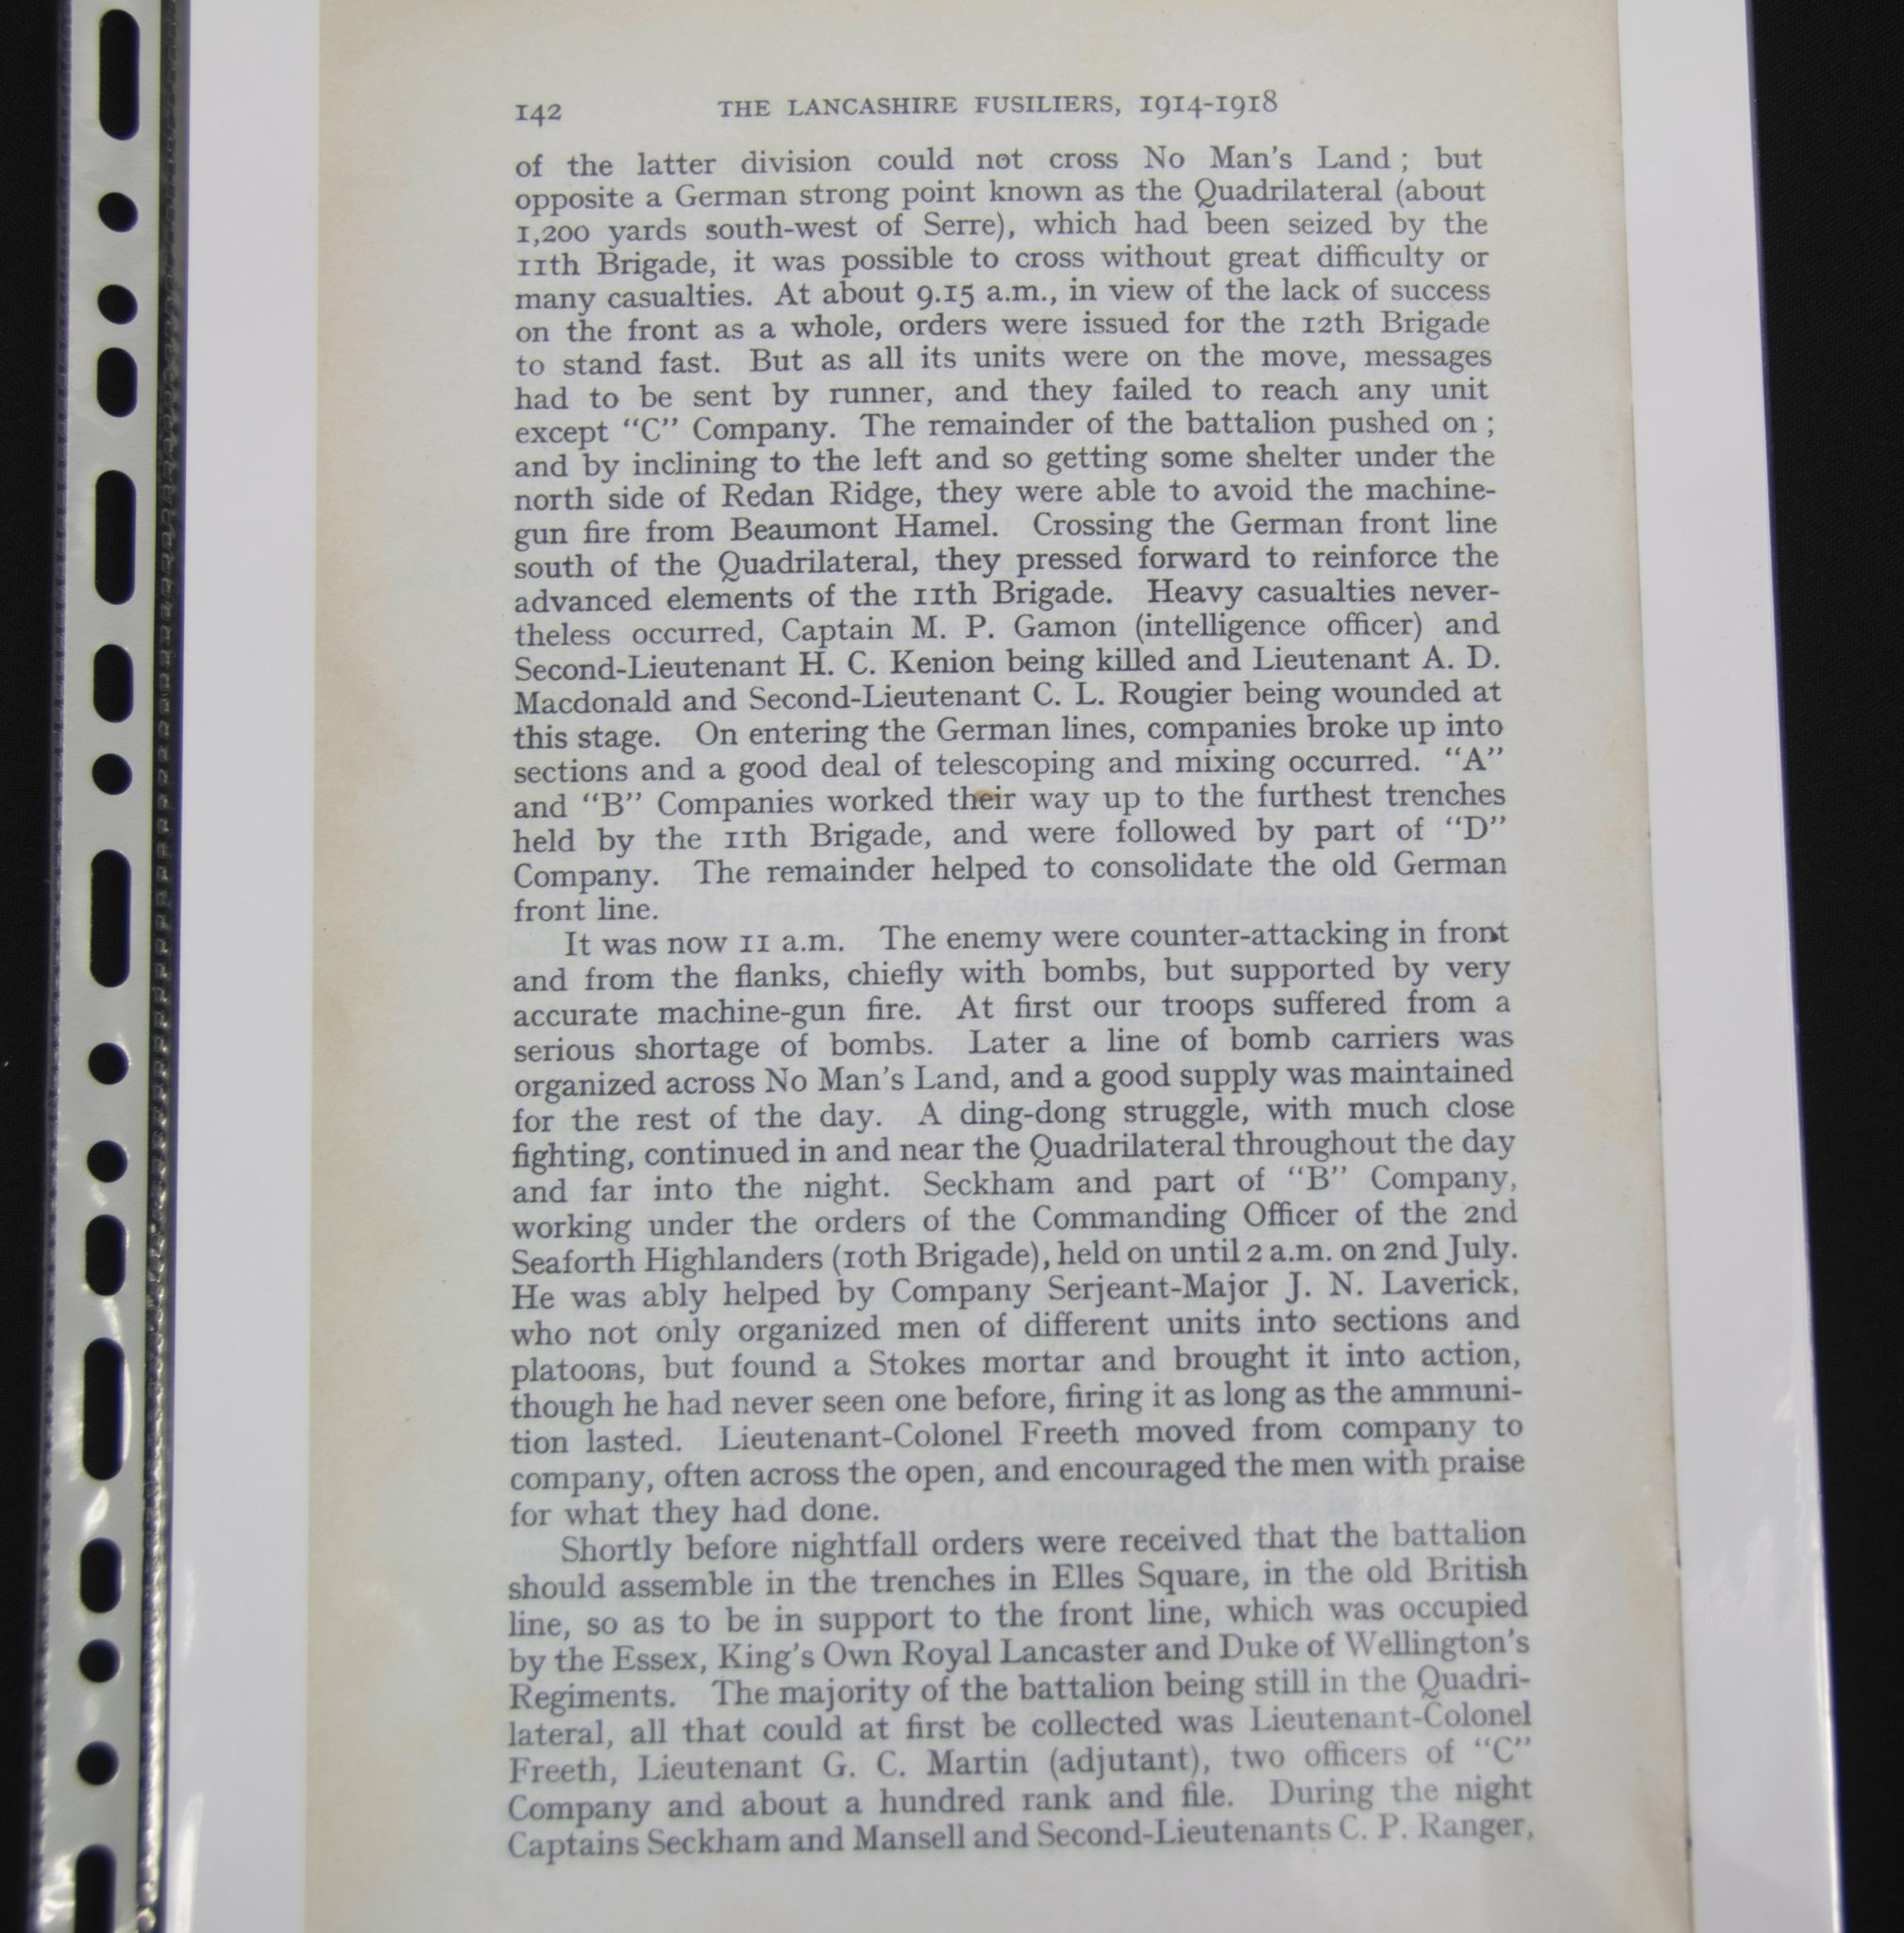 142 THE LANCASHIRE FUSILIERS, 1914-1918
of the latter division could not cross No Man's Land; but
opposite a German strong point known as the Quadrilateral (about
1,200 yards south-west of Serre), which had been seized by the
11th Brigade, it was possible to cross without great difficulty or
many casualties. At about 9.15 a.m., in view of the lack of success
on the front as a whole, orders were issued for the 12th Brigade
to stand fast. But as all its units were on the move, messages
had to be sent by runner, and they failed to reach any unit
except "C" Company. The remainder of the battalion pushed on;
and by inclining to the left and so getting some shelter under the
north side of Redan Ridge, they were able to avoid the machine-
gun fire from Beaumont Hamel. Crossing the German front line
south of the Quadrilateral, they pressed forward to reinforce the
advanced elements of the 11th Brigade. Heavy casualties never-
theless occurred, Captain M. P. Gamon (intelligence officer) and
Second-Lieutenant H. C. Kenion being killed and Lieutenant A. D.
Macdonald and Second-Lieutenant C. L. Rougier being wounded at
this stage. On entering the German lines, companies broke up into
sections and a good deal of telescoping and mixing occurred. "A"
and "B" Companies worked their way up to the furthest trenches
held by the 11th Brigade, and were followed by part of "D"
Company. The remainder helped to consolidate the old German
front line.
It was now 11 a.m. The enemy were counter-attacking in front
and from the flanks, chiefly with bombs, but supported by very
accurate machine-gun fire. At first our troops suffered from a
serious shortage of bombs. Later a line of bomb carriers was
organized across No Man's Land, and a good supply was maintained
for the rest of the day. A ding-dong struggle, with much close
fighting, continued in and near the Quadrilateral throughout the day
and far into the night. Seckham and part of "B" Company,
working under the orders of the Commanding Officer of the 2nd
Seaforth Highlanders (10th Brigade), held on until 2 a.m. on 2nd July.
He was ably helped by Company Serjeant-Major J. N. Laverick,
who not only organized men of different units into sections and
platoons, but found a Stokes mortar and brought it into action,
though he had never seen one before, firing it as long as the ammuni-
tion lasted. Lieutenant-Colonel Freeth moved from company to
company, often across the open, and encouraged the men with praise
for what they had done.
Shortly before nightfall orders were received that the battalion
should assemble in the trenches in Elles Square, in the old British
line, so as to be in support to the front line, which was occupied
by the Essex, King's Own Royal Lancaster and Duke of Wellington's
Regiments. The majority of the battalion being still in the Quadri-
lateral, all that could at first be collected was Lieutenant-Colonel
Freeth, Lieutenant G. C. Martin (adjutant), two officers of "C"
Company and about a hundred rank and file. During the night
Captains Seckham and Mansell and Second-Lieutenants C. P. Ranger,